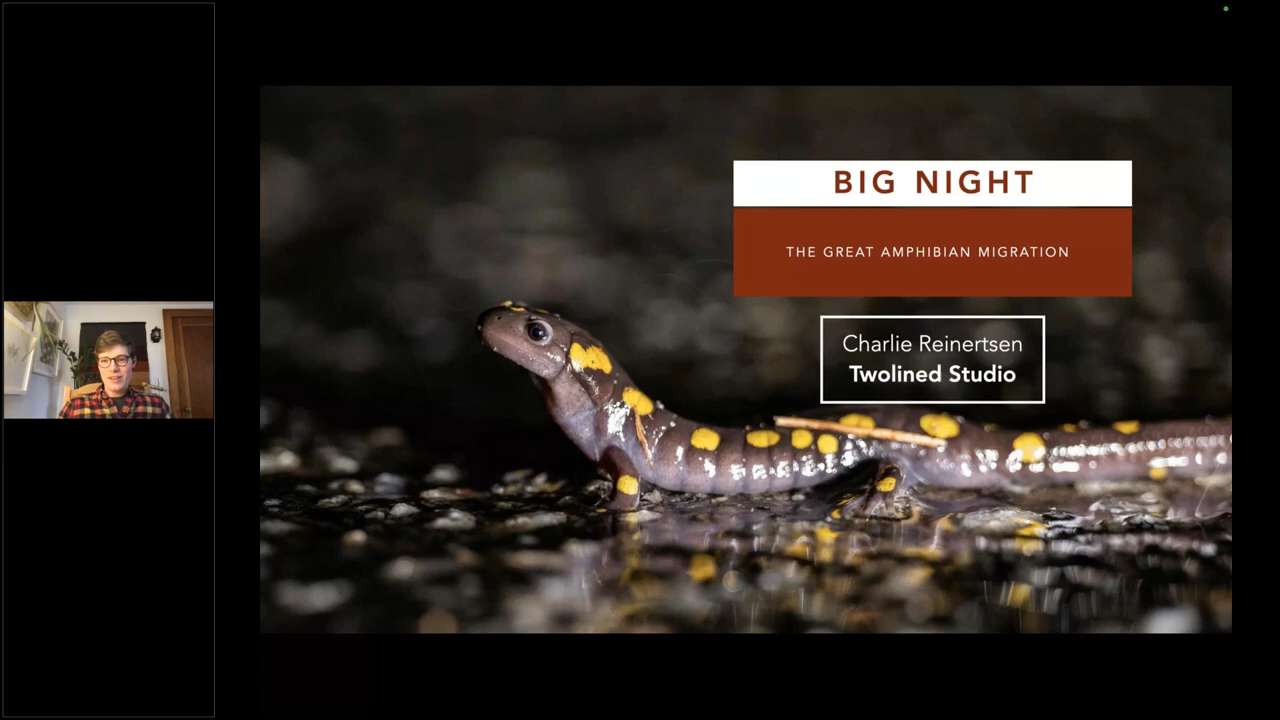 BIG NIGHT
THE GREAT AMPHIBIAN MIGRATION
Charlie Reinertsen
Twolined Studio